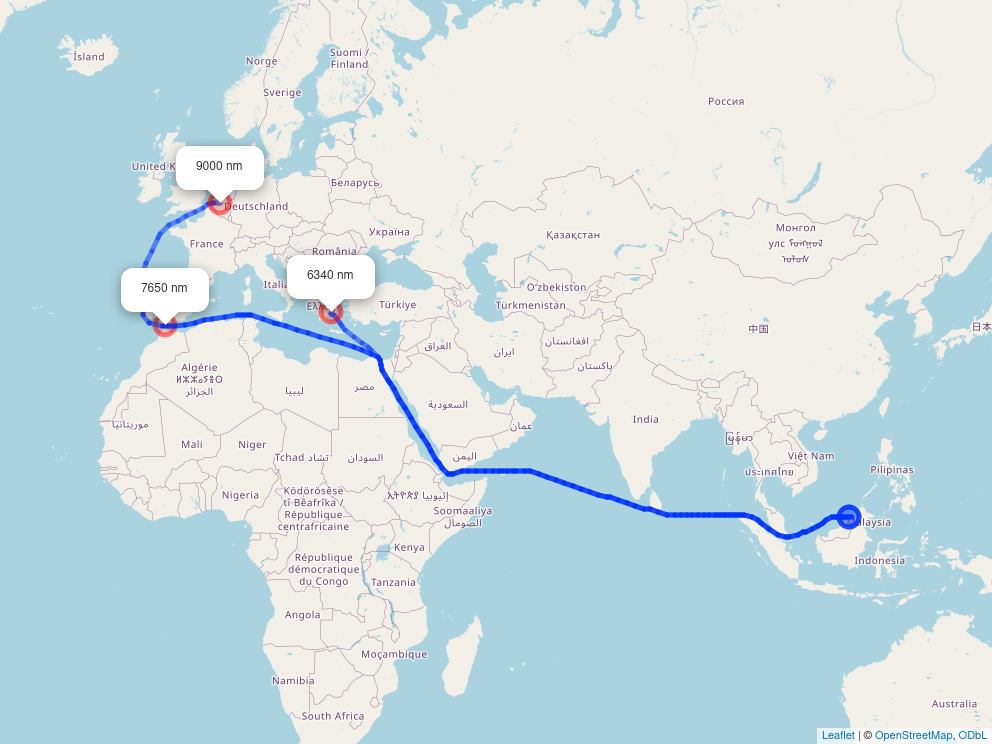 Ísland
Norge
Suomi /
Finland
Sverige
Россия
United K
9000 nm
Беларусь
Deutschland
Україна
France
Қазақстан
Монгол
улс
România
Itali
6340 nm
7650 nm
Ελλ
Türkiye
Oʻzbekiston
Türkmenistan
中国
日本
العراق
ایران
افغانستان
پاکستان
Algérie
ⵍⵣⵣⴰⵢⴻⵔ
الجزائر
ليبيا
مصر
السعودية
عمان
India
موريتانيا
Mali
Niger
Tchad تشاد
السودان
اليمن
မြန်မာ
Việt Nam
ประเทศไทย
Pilipinas
Nigeria
Ködörösêse
tî Bêafrîka /
République
centrafricaine
ኢትዮጵያ إثيوبيا
Soomaaliya
الصومال
Malaysia
Kenya
Indonesia
République
démocratique
du Congo
Tanzania
Angola
Moçambique
Namibia
South Africa
Australia
Leaflet | © OpenStreetMap, ODbL